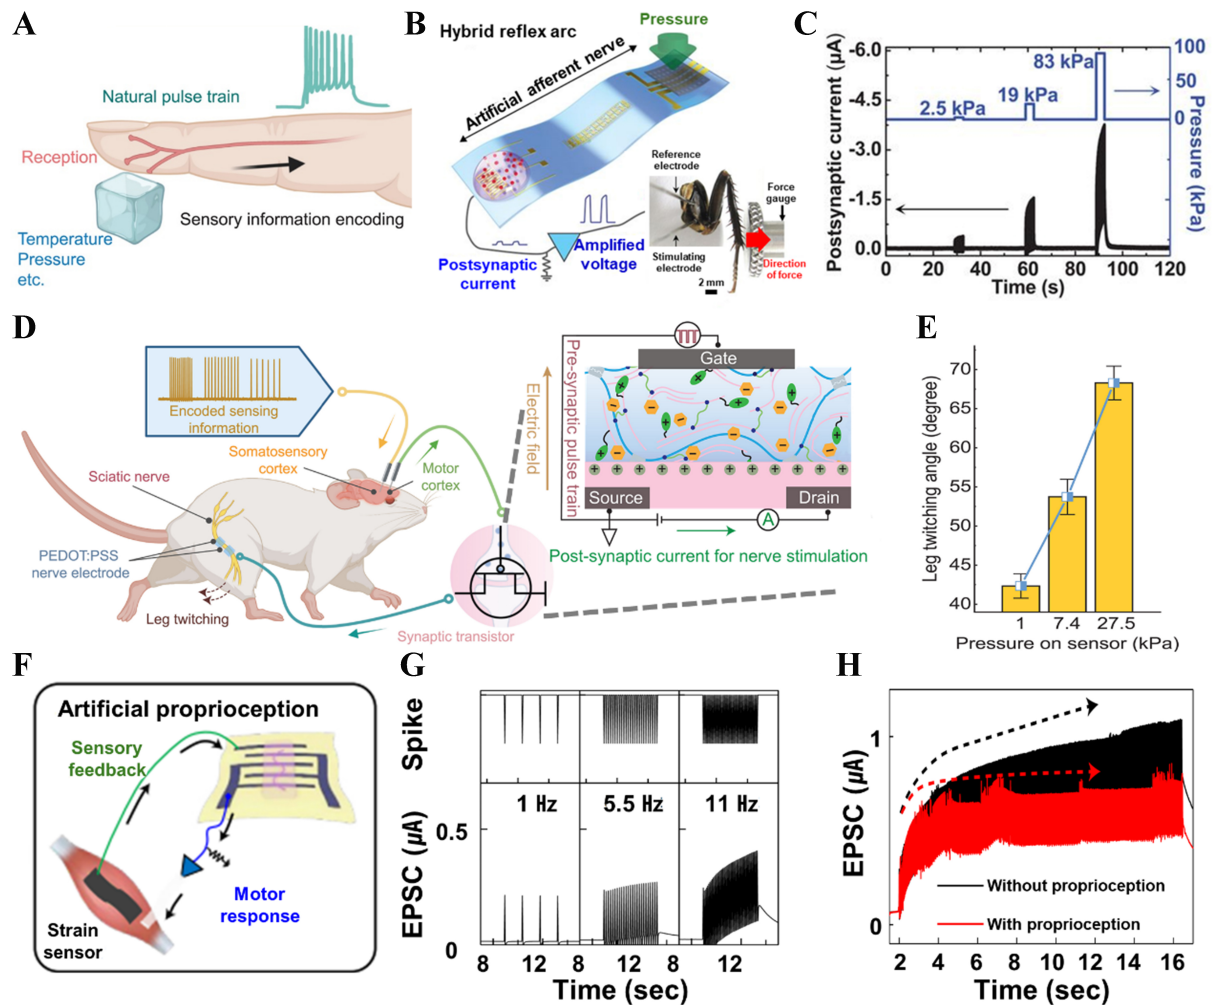 A
Natural pulse train
Reception
Sensory information encoding
Temperature
Pressure
etc.
B
Hybrid reflex arc
Pressure
Artificial afferent nerve
Reference
electrode
Force
gauge
Stimulating
electrode
Amplified
voltage
Postsynaptic
current
Direction
of force
2 mm
C
Postsynaptic current (µA)
-6.0
-4.5
-3.0
-1.5
0.0
2.5 kPa
19 kPa
83 kPa
100
50
0
Pressure (kPa)
0 20 40 60 80 100 120
Time (s)
D
Encoded sensing
information
Somatosensory
cortex
Motor
cortex
Sciatic nerve
PEDOT:PSS
nerve electrode
Leg twitching
Synaptic transistor
Pre-synaptic pulse train
Electric field
Gate
Source
Drain
A
Post-synaptic current for nerve stimulation
E
Leg twitching angle (degree)
70
65
60
55
50
45
40
1 7.4 27.5
Pressure on sensor (kPa)
F
Artificial proprioception
Sensory
feedback
Motor
response
Strain
sensor
G
Spike
1 Hz 5.5 Hz 11 Hz
EPSC (µA)
0.5
0
8 12 8 12 8 12
Time (sec)
H
EPSC (µA)
1
0
Without proprioception
With proprioception
2 4 6 8 10 12 14 16
Time (sec)